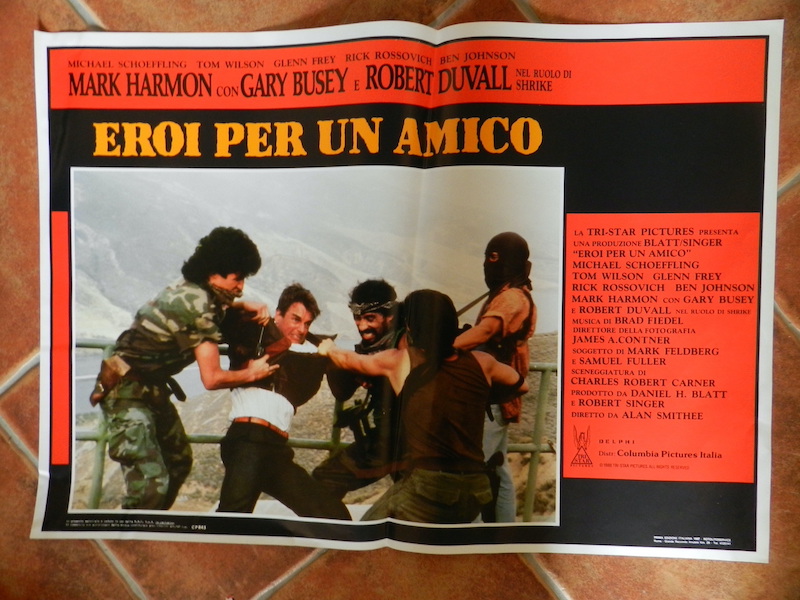 MICHAEL SCHOEFFLING TOM WILSON GLENN FREY RICK ROSSOVICH BEN JOHNSON
MARK HARMON CON GARY BUSEY E ROBERT DUVALL NEL RUOLO DI SHRIKE
EROI PER UN AMICO
LA TRI-STAR PICTURES PRESENTA
UNA PRODUZIONE BLATT/SINGER
"EROI PER UN AMICO"
MICHAEL SCHOEFFLING
TOM WILSON GLENN FREY
RICK ROSSOVICH BEN JOHNSON
MARK HARMON CON GARY BUSEY
E ROBERT DUVALL NEL RUOLO DI SHRIKE
MUSICA DI BRAD FIEDEL
DIRETTORE DELLA FOTOGRAFIA
JAMES A.CONTNER
SOGGETTO DI MARK FELDBERG
E SAMUEL FULLER
SCENEGGIATURA DI
CHARLES ROBERT CARNER
PRODOTTO DA DANIEL H. BLATT
E ROBERT SINGER
DIRETTO DA ALAN SMITHEE
DELPHI
TRI STAR
Distr: Columbia Pictures Italia